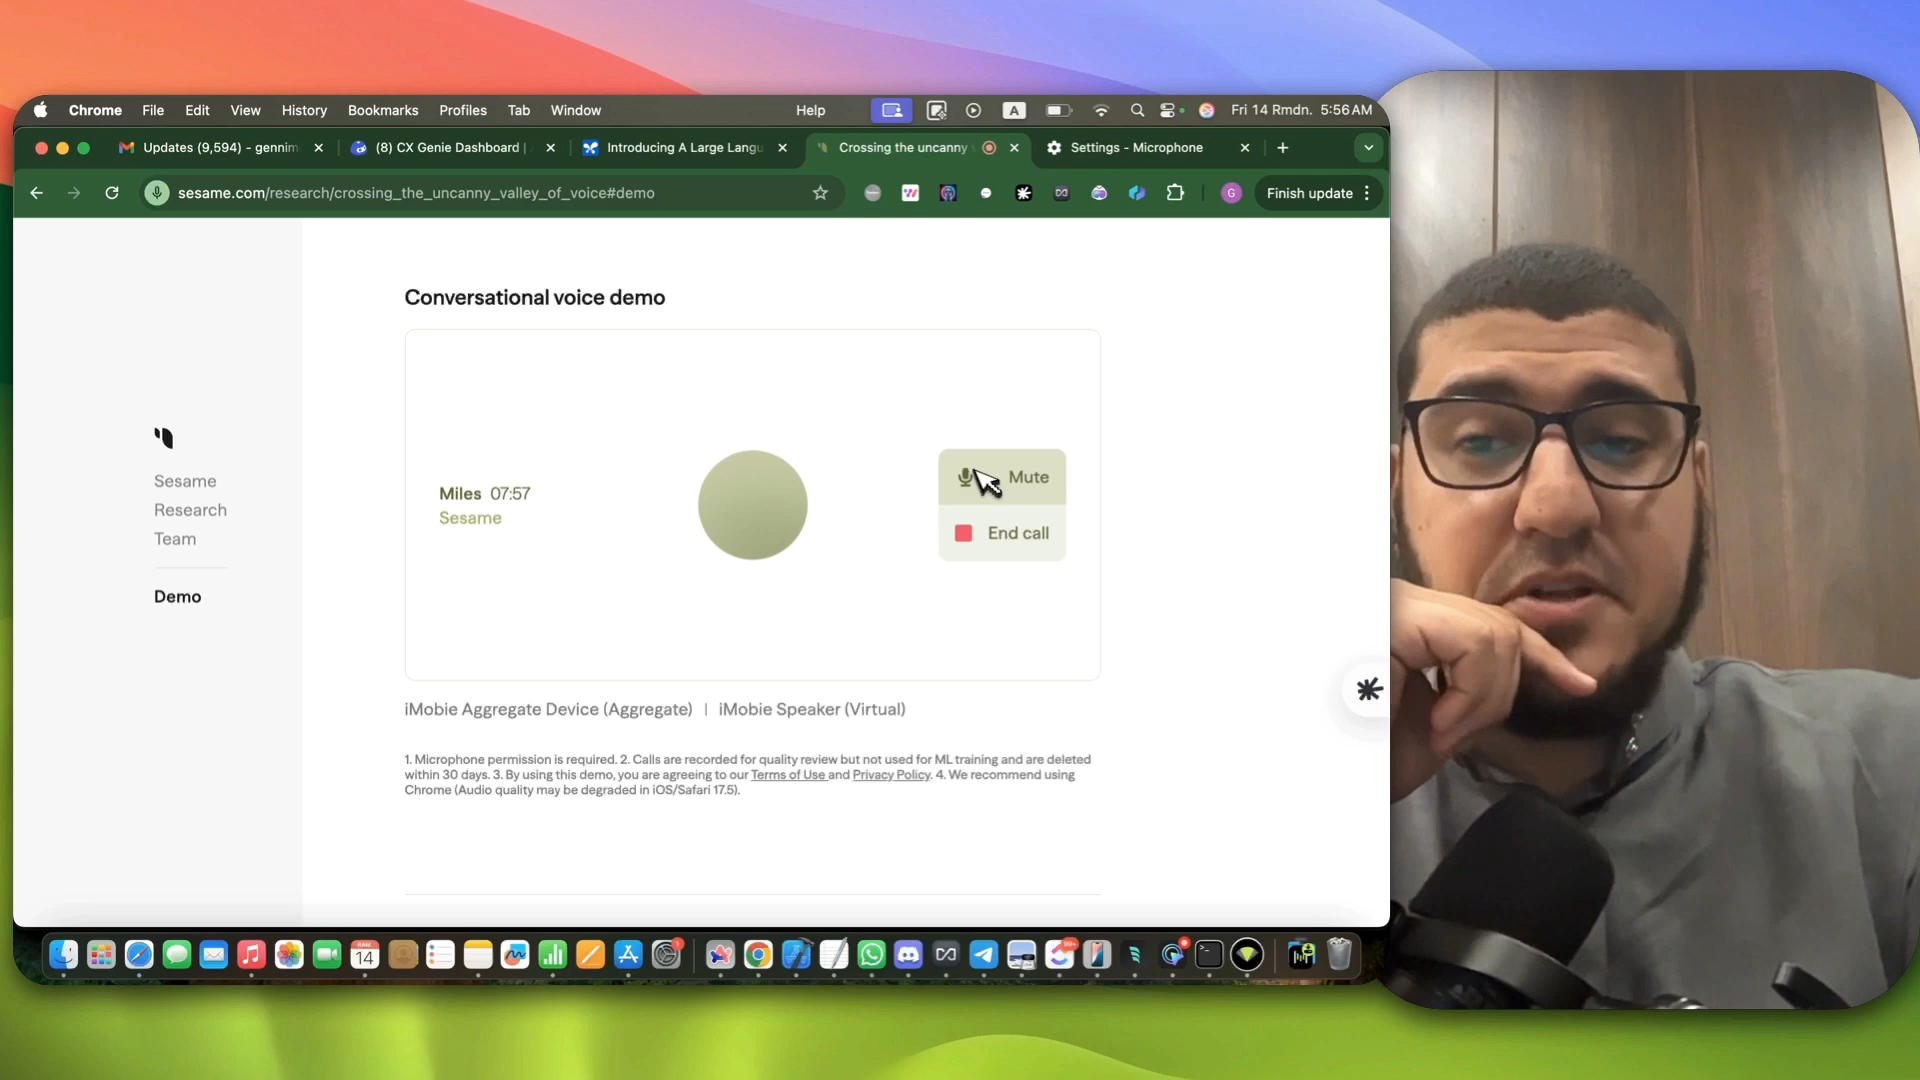 Chrome File Edit View History Bookmarks Profiles Tab Window Help A Fri 14 Rmdn. 5:56 AM
Updates (9,594) - gennim (8) CX Genie Dashboard | Introducing A Large Langu Crossing the uncanny Settings - Microphone
sesame.com/research/crossing_the_uncanny_valley_of_voice#demo G Finish update
Conversational voice demo
Sesame
Research
Team
Demo
Miles 07:57
Sesame
Mute
End call
iMobie Aggregate Device (Aggregate) | iMobie Speaker (Virtual)
1. Microphone permission is required. 2. Calls are recorded for quality review but not used for ML training and are deleted
within 30 days. 3. By using this demo, you are agreeing to our Terms of Use and Privacy Policy. 4. We recommend using
Chrome (Audio quality may be degraded in iOS/Safari 17.5).
14